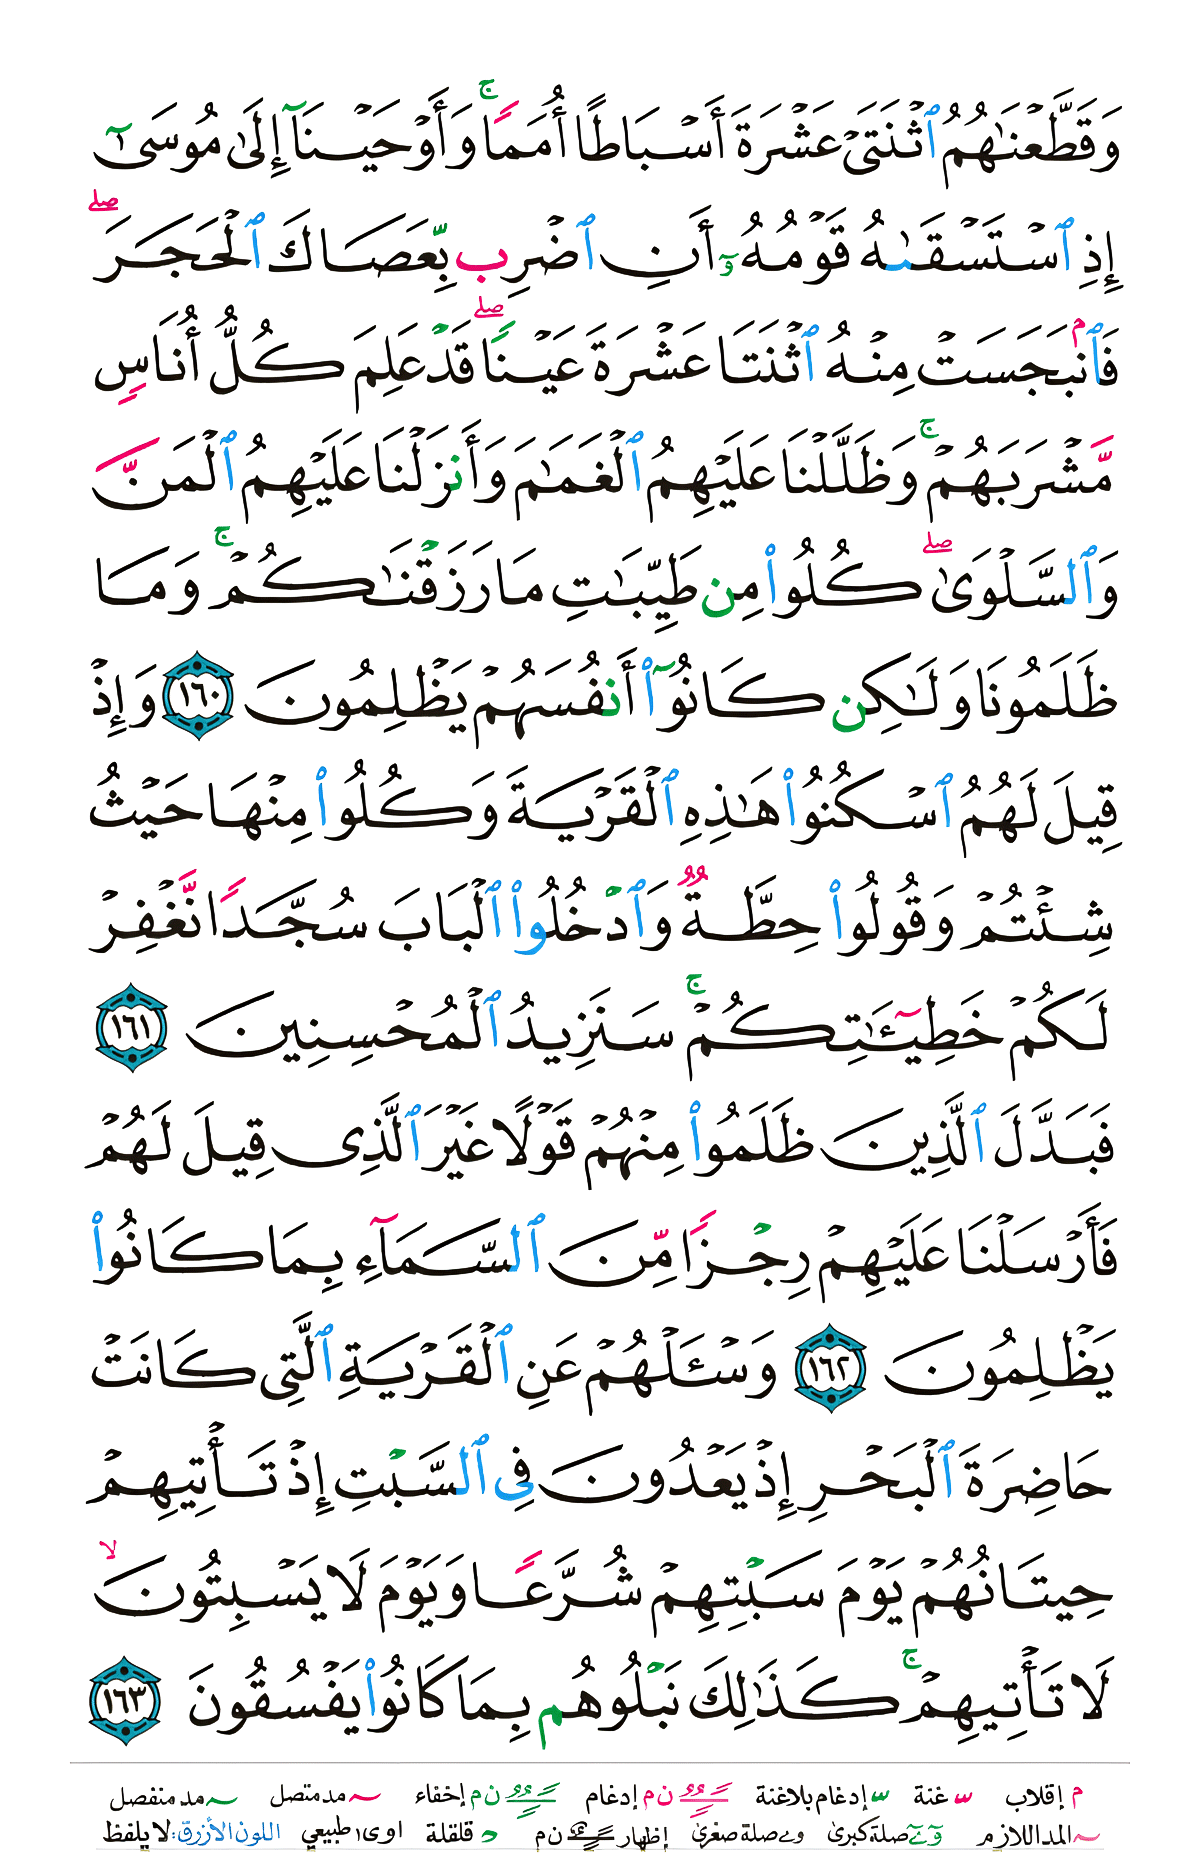 وَقَطَّعْنَٰهُمُ ٱثْنَتَىْ عَشْرَةَ أَسْبَاطًا أُمَمًا ۚ وَأَوْحَيْنَآ إِلَىٰ مُوسَىٰٓ
إِذِ ٱسْتَسْقَىٰهُ قَوْمُهُۥٓ أَنِ ٱضْرِب بِّعَصَاكَ ٱلْحَجَرَ ۖ
فَٱنۢبَجَسَتْ مِنْهُ ٱثْنَتَا عَشْرَةَ عَيْنًا ۖ قَدْ عَلِمَ كُلُّ أُنَاسٍ
مَّشْرَبَهُمْ ۚ وَظَلَّلْنَا عَلَيْهِمُ ٱلْغَمَٰمَ وَأَنزَلْنَا عَلَيْهِمُ ٱلْمَنَّ
وَٱلسَّلْوَىٰ ۖ كُلُوا۟ مِن طَيِّبَٰتِ مَا رَزَقْنَٰكُمْ ۚ وَمَا
ظَلَمُونَا وَلَٰكِن كَانُوٓا۟ أَنفُسَهُمْ يَظْلِمُونَ ١٦٠ وَإِذْ
قِيلَ لَهُمُ ٱسْكُنُوا۟ هَٰذِهِ ٱلْقَرْيَةَ وَكُلُوا۟ مِنْهَا حَيْثُ
شِئْتُمْ وَقُولُوا۟ حِطَّةٌ وَٱدْخُلُوا۟ ٱلْبَابَ سُجَّدًا نَّغْفِرْ
لَكُمْ خَطِيٓـَٰٔتِكُمْ ۚ سَنَزِيدُ ٱلْمُحْسِنِينَ ١٦١
فَبَدَّلَ ٱلَّذِينَ ظَلَمُوا۟ مِنْهُمْ قَوْلًا غَيْرَ ٱلَّذِى قِيلَ لَهُمْ
فَأَرْسَلْنَا عَلَيْهِمْ رِجْزًا مِّنَ ٱلسَّمَآءِ بِمَا كَانُوا۟
يَظْلِمُونَ ١٦٢ وَسْـَٔلْهُمْ عَنِ ٱلْقَرْيَةِ ٱلَّتِى كَانَتْ
حَاضِرَةَ ٱلْبَحْرِ إِذْ يَعْدُونَ فِى ٱلسَّبْتِ إِذْ تَأْتِيهِمْ
حِيتَانُهُمْ يَوْمَ سَبْتِهِمْ شُرَّعًا وَيَوْمَ لَا يَسْبِتُونَ ۙ
لَا تَأْتِيهِمْ ۚ كَذَٰلِكَ نَبْلُوهُم بِمَا كَانُوا۟ يَفْسُقُونَ ١٦٣
م إقلاب ـّ غنة ـّ إدغام بلاغنة ن م إدغام ن م إخفاء ~ مد متصل ~ مد منفصل
~ المد اللازم وۤ ےۤ صلة كبرى و ے صلة صغرى إظهار ن م د قلقلة ا و ى طبيعي اللون الأزرق: لا يلفظ